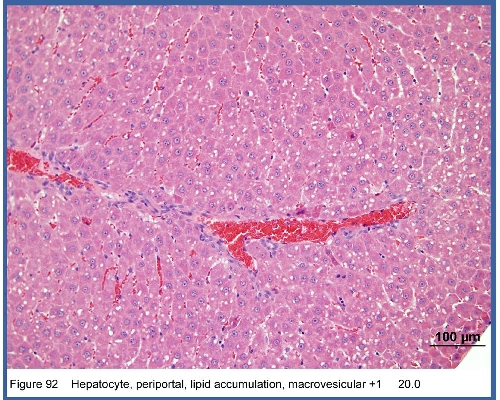 100 µm
Figure 92 Hepatocyte, periportal, lipid accumulation, macrovesicular +1 20.0